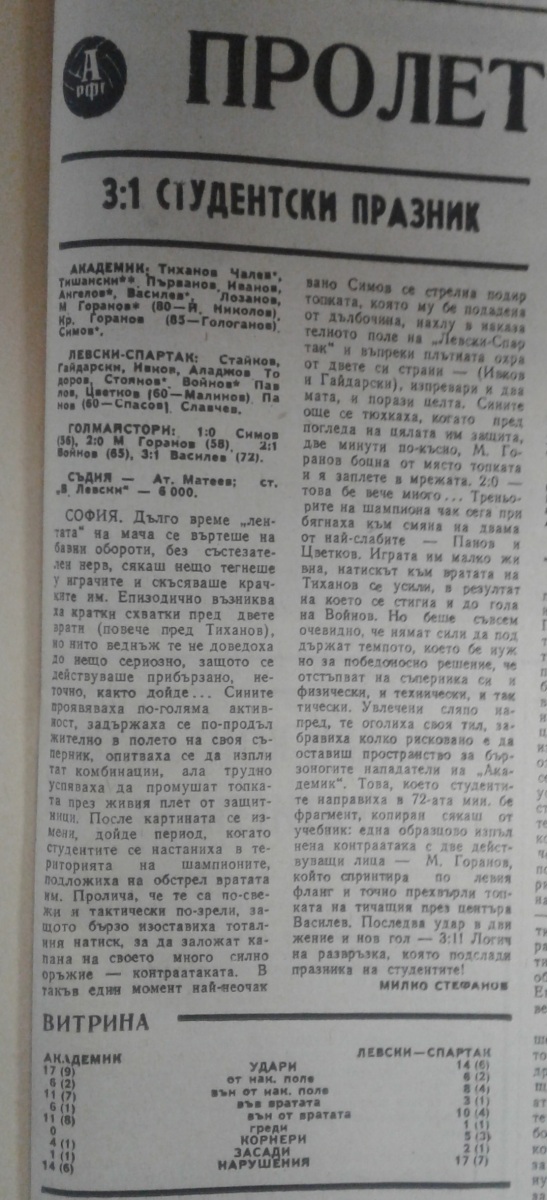 А
РФГ
ПРОЛЕТ
3:1 СТУДЕНТСКИ ПРАЗНИК
АКАДЕМИК: Тиханов Чалев*,
Тишански** Първанов, Иванов,
Ангелов*, Василев*, Лозанов,
М Горанов* (80—Й. Николов),
Кр. Горанов (85—Гологанов)
Симов*.
ЛЕВСКИ-СПАРТАК: Стайков,
Гайдарски, Ивков, Аладжов То
доров, Стоянов* Войнов* Пав
лов, Цветков (60—Малинов) Па
нов (60—Спасов) Славчев.
ГОЛМАЙСТОРИ: 1:0 Симов
(56), 2:0 М Горанов (58) 2:1
Войнов (65), 3:1 Василев (72).
СЪДИЯ — Ат. Матеев; ст.
„В Левски" — 6 000.
СОФИЯ. Дълго време „лен-
тата" на мача се въртеше на
бавни обороти, без състезате-
лен нерв, сякаш нещо тегнеше
у играчите и скъсяваше крач-
ките им. Епизодично възниква
ха кратки схватки пред двете
врати (повече пред Тиханов),
но нито веднъж те не доведоха
до нещо сериозно, защото се
действуваше прибързано, не-
точно, както дойде... Сините
проявяваха по-голяма актив-
ност, задържаха се по-продъл
жително в полето на своя съ-
перник, опитваха се да изпли
тат комбинации, ала трудно
успяваха да промушат топка-
та през живия плет от защит-
ници. После картината се из-
мени, дойде период, когато
студентите се настаниха в те-
риторията на шампионите,
подложиха на обстрел вратата
им. Пролича, че те са по-све-
жи и тактически по-зрели, за-
щото бързо изоставиха тотал-
ния натиск, за да заложат ка-
пана на своето много силно
оръжие — контраатаката. В
такъв един момент най-неочак
вано Симов се стрелна подир
топката, която му бе подадена
от дълбочина, нахлу в наказа
телното поле на „Левски-Спар
так" и въпреки плътната охра
от двете си страни — (Ивков
и Гайдарски), изпревари и два
мата, и порази целта. Сините
още се тюхкаха, когато пред
погледа на цялата им защита,
две минути по-късно, М. Го-
ранов боцна от място топката
и я заплете в мрежата. 2:0 —
това бе вече много... Треньо-
рите на шампиона чак сега при
бягнаха към смяна на двама
от най-слабите — Панов и
Цветков. Играта им малко жи
вна, натискът към вратата на
Тиханов се усили, в резултат
на което се стигна и до гола
на Войнов. Но беше съвсем
очевидно, че нямат сили да под
държат темпото, което бе нуж
но за победоносно решение, че
отстъпват на съперника си и
физически, и технически, и так
тически. Увлечени сляпо на-
пред, те оголиха своя тил, за-
бравиха колко рисковано е да
оставиш пространство за бър-
зоногите нападатели на „Ака-
демик". Това, което студенти-
те направиха в 72-ата мин. бе
фрагмент, копиран сякаш от
учебник: една образцово изпъл
нена контраатака с две дейст-
вуващи лица — М. Горанов,
който спринтира по левия
фланг и точно прехвърли топ-
ката на тичащия през центъра
Василев. Последва удар в дви
жение и нов гол — 3:1! Логич
на развръзка, която подслади
празника на студентите!
МИЛКО СТЕФАНОВ
ВИТРИНА
АКАДЕМИК ЛЕВСКИ—СПАРТАК
17 (9) УДАРИ 14 (6)
6 (2) от нак. поле 6 (2)
11 (7) вън от нак. поле 8 (4)
6 (1) във вратата 3 (1)
11 (8) вън от вратата 10 (4)
0 греди 1 (1)
4 (1) КОРНЕРИ 5 (3)
1 (1) ЗАСАДИ 2 (1)
14 (6) НАРУШЕНИЯ 17 (7)